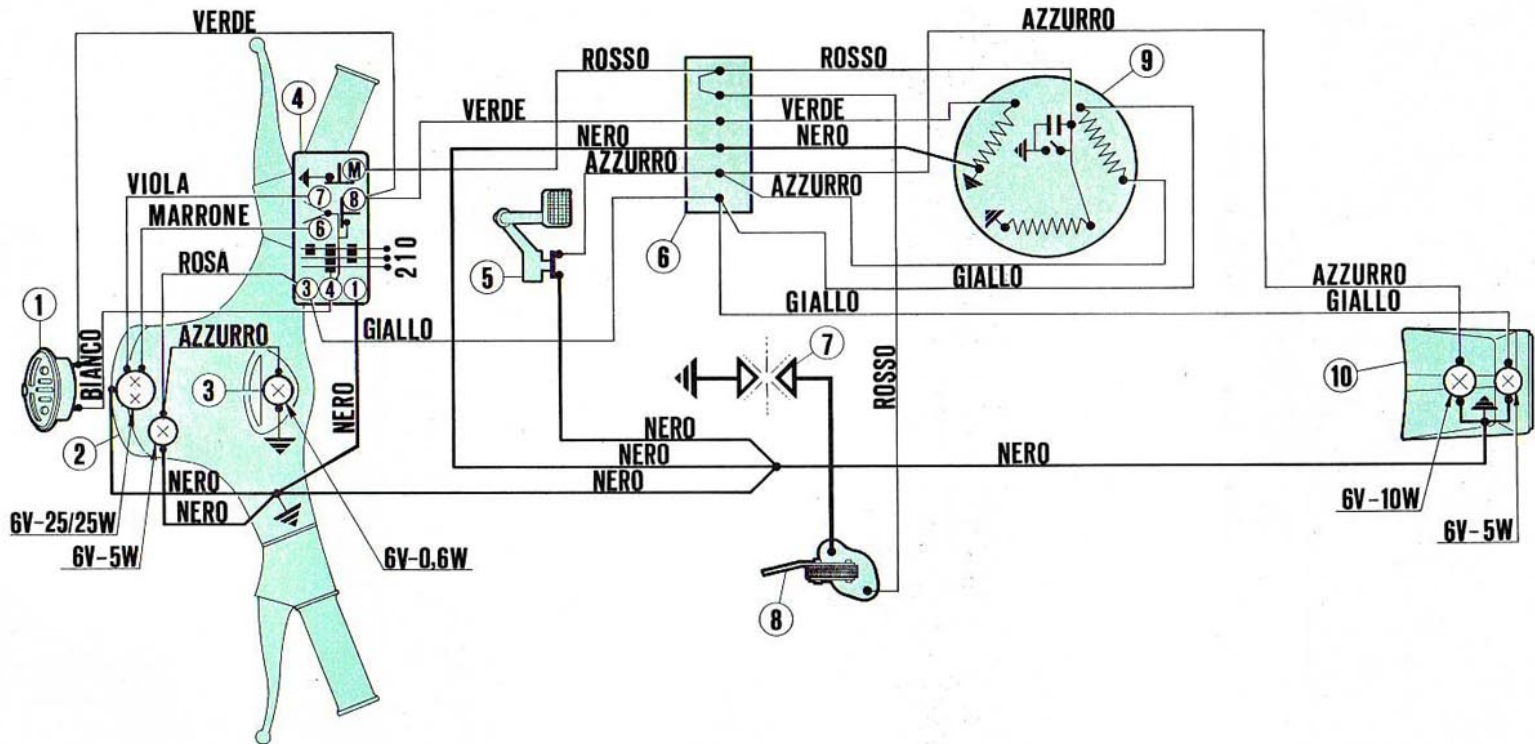 VERDE
AZZURRO
ROSSO
ROSSO
9
4
M
VERDE
VERDE
NERO
NERO
AZZURRO
AZZURRO
VIOLA
7
8
MARRONE
6
210
5
6
ROSA
3
4
1
GIALLO
AZZURRO
GIALLO
GIALLO
1
GIALLO
AZZURRO
BIANCO
3
NERO
7
ROSSO
10
2
NERO
NERO
NERO
NERO
NERO
NERO
6V-25/25W
6V-5W
6V-0,6W
8
6V-10W
6V-5W